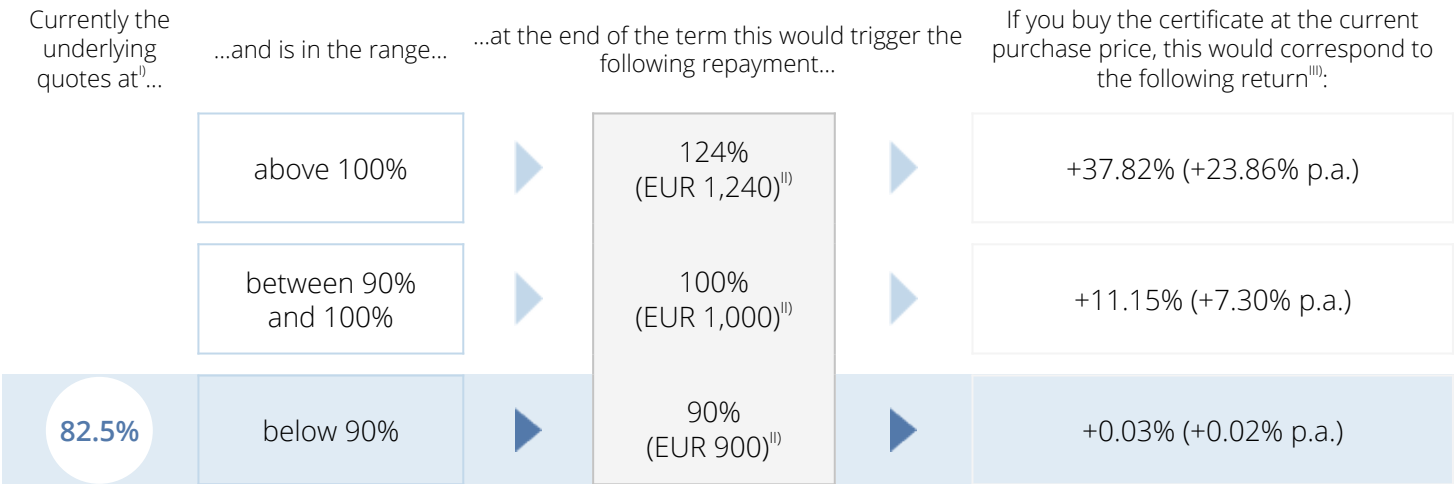 Currently the
underlying
quotes at^I)...
...and is in the range...
...at the end of the term this would trigger the
following repayment...
If you buy the certificate at the current
purchase price, this would correspond to
the following return^III):
above 100%
124%
(EUR 1,240)^II)
+37.82% (+23.86% p.a.)
between 90%
and 100%
100%
(EUR 1,000)^II)
+11.15% (+7.30% p.a.)
82.5%
below 90%
90%
(EUR 900)^II)
+0.03% (+0.02% p.a.)